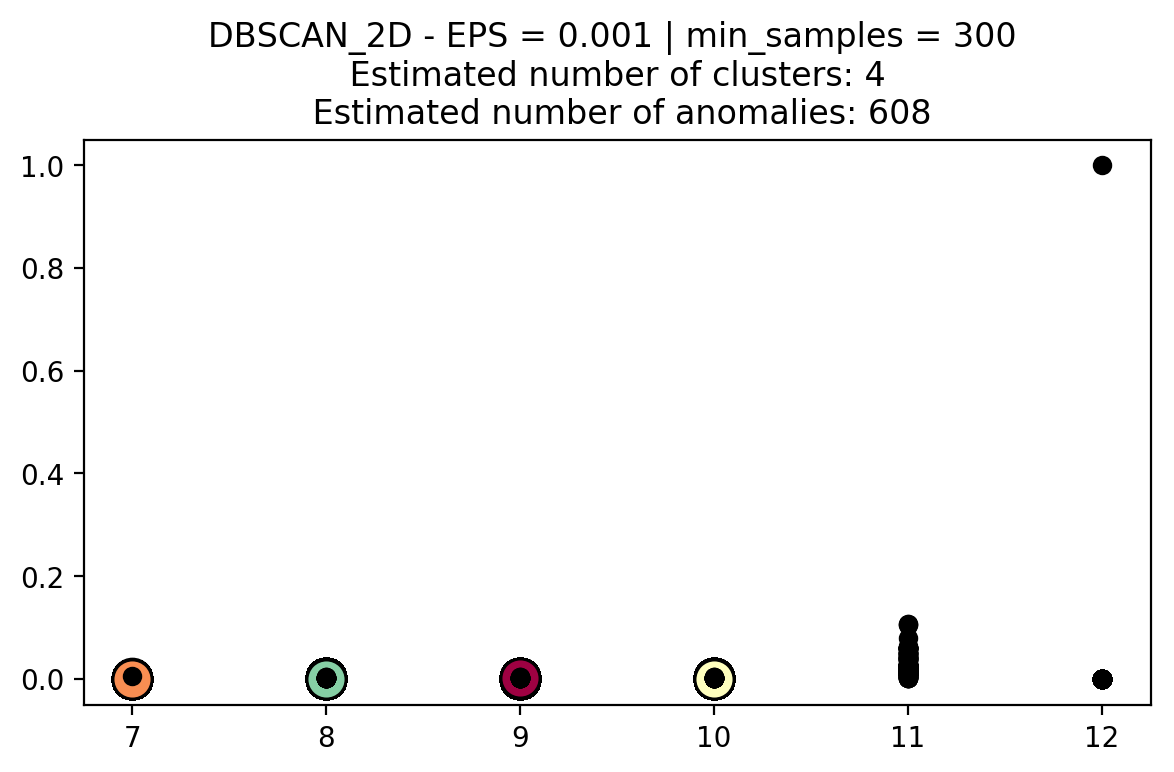 DBSCAN_2D - EPS = 0.001 | min_samples = 300
Estimated number of clusters: 4
Estimated number of anomalies: 608
1.0
0.8
0.6
0.4
0.2
0.0
7 8 9 10 11 12